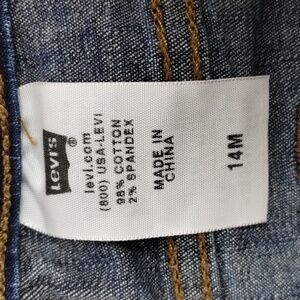 LEVI'S
®
levi.com
(800) USA-LEVI
98% COTTON
2% SPANDEX
MADE IN
CHINA
14M